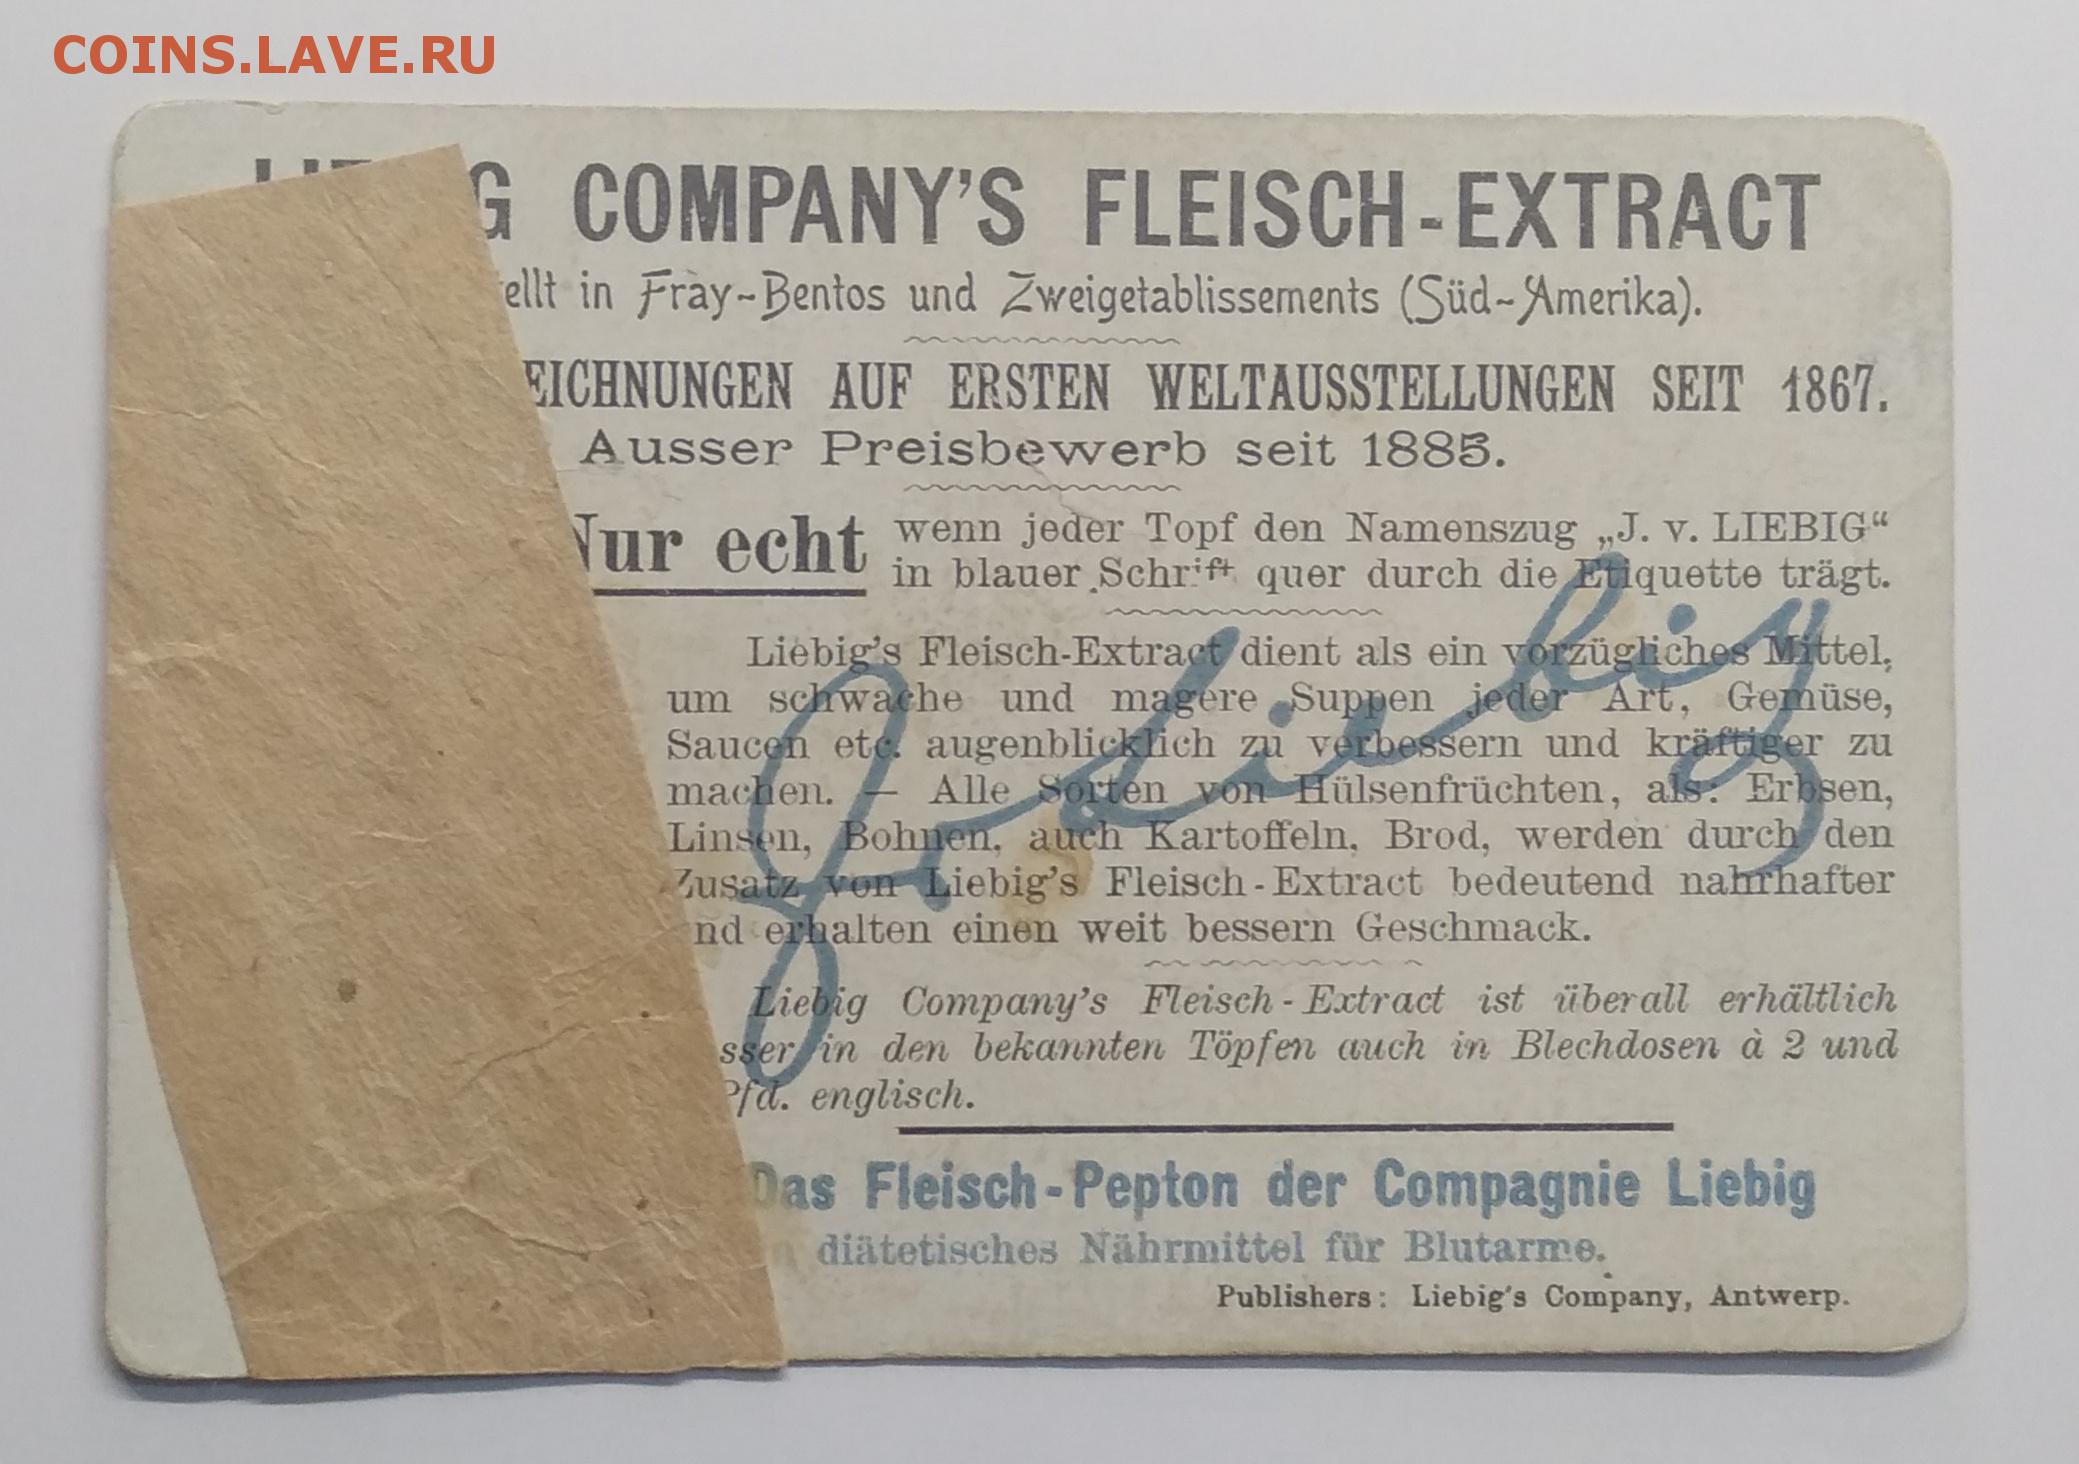 COINS.LAVE.RU
G COMPANY'S FLEISCH-EXTRACT
ellt in Fray-Bentos und Zweigetablissements (Süd-Amerika).
EICHNUNGEN AUF ERSTEN WELTAUSSTELLUNGEN SEIT 1867.
Ausser Preisbewerb seit 1885.
Nur echt wenn jeder Topf den Namenszug „J. v. LIEBIG“
in blauer Schrift quer durch die Etiquette trägt.
Liebig's Fleisch-Extract dient als ein vorzügliches Mittel,
um schwache und magere Suppen jeder Art, Gemüse,
Saucen etc. augenblicklich zu verbessern und kräftiger zu
machen. — Alle Sorten von Hülsenfrüchten, als: Erbsen,
Linsen, Bohnen, auch Kartoffeln, Brod, werden durch den
Zusatz von Liebig's Fleisch-Extract bedeutend nahrhafter
nd erhalten einen weit bessern Geschmack.
Liebig Company's Fleisch-Extract ist überall erhältlich
sser in den bekannten Töpfen auch in Blechdosen à 2 und
Pfd. englisch.
J v Liebig
Das Fleisch-Pepton der Compagnie Liebig
diätetisches Nährmittel für Blutarme.
Publishers: Liebig's Company, Antwerp.